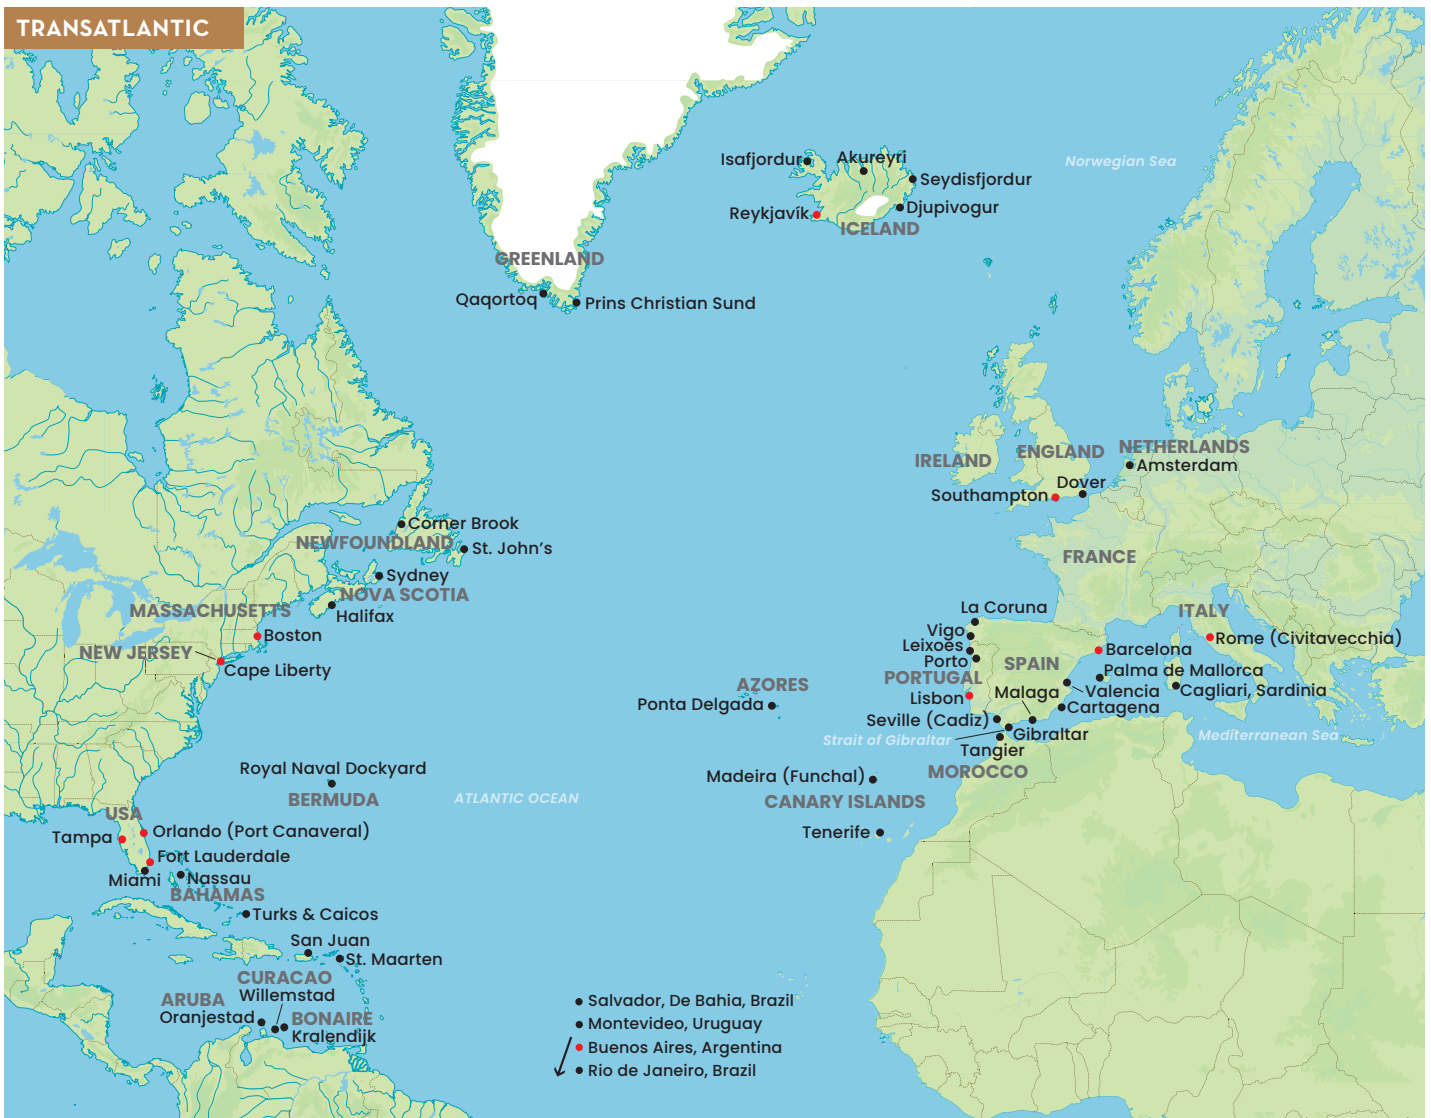 TRANSATLANTIC
Norwegian Sea
Isafjordur
Akureyri
Seydisfjordur
Reykjavík
Djupivogur
ICELAND
GREENLAND
Qaqortoq
Prins Christian Sund
IRELAND
ENGLAND
NETHERLANDS
Amsterdam
Dover
Southampton
Corner Brook
NEWFOUNDLAND
St. John's
FRANCE
Sydney
NOVA SCOTIA
Halifax
MASSACHUSETTS
Boston
NEW JERSEY
Cape Liberty
La Coruna
Vigo
Leixoes
Porto
PORTUGAL
Lisbon
SPAIN
Malaga
ITALY
Rome (Civitavecchia)
Barcelona
Palma de Mallorca
Valencia
Cagliari, Sardinia
Cartagena
AZORES
Ponta Delgada
Seville (Cadiz)
Gibraltar
Strait of Gibraltar
Tangier
MOROCCO
Mediterranean Sea
Royal Naval Dockyard
BERMUDA
ATLANTIC OCEAN
Madeira (Funchal)
CANARY ISLANDS
Tenerife
USA
Tampa
Orlando (Port Canaveral)
Fort Lauderdale
Miami
Nassau
BAHAMAS
Turks & Caicos
San Juan
St. Maarten
CURACAO
Willemstad
ARUBA
Oranjestad
BONAIRE
Kralendijk
Salvador, De Bahia, Brazil
Montevideo, Uruguay
Buenos Aires, Argentina
Rio de Janeiro, Brazil